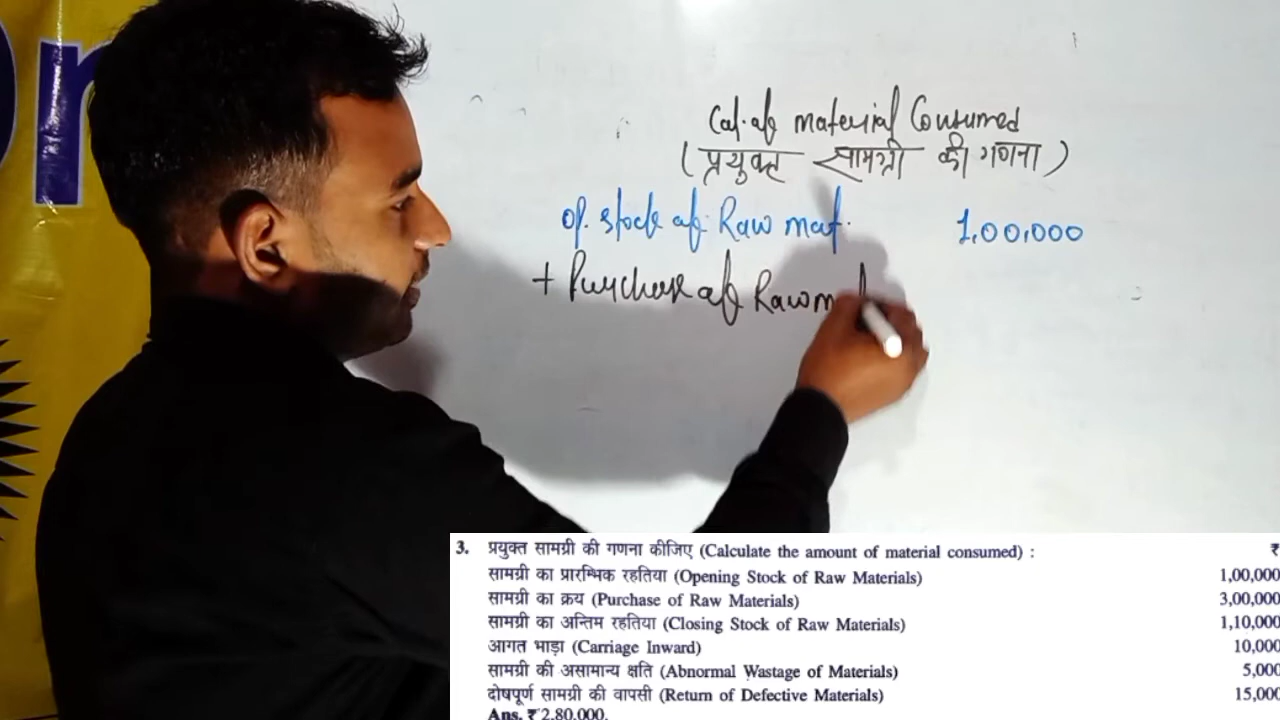 On
Cal. of material Consumed
( प्रयुक्त सामग्री की गणना )
op. stock of Raw mat. 1,00,000
+ Purchase of Raw m
3. प्रयुक्त सामग्री की गणना कीजिए (Calculate the amount of material consumed) : ₹
सामग्री का प्रारम्भिक रहतिया (Opening Stock of Raw Materials) 1,00,000
सामग्री का क्रय (Purchase of Raw Materials) 3,00,000
सामग्री का अन्तिम रहतिया (Closing Stock of Raw Materials) 1,10,000
आगत भाड़ा (Carriage Inward) 10,000
सामग्री की असामान्य क्षति (Abnormal Wastage of Materials) 5,000
दोषपूर्ण सामग्री की वापसी (Return of Defective Materials) 15,000
Ans. ₹ 2,80,000.